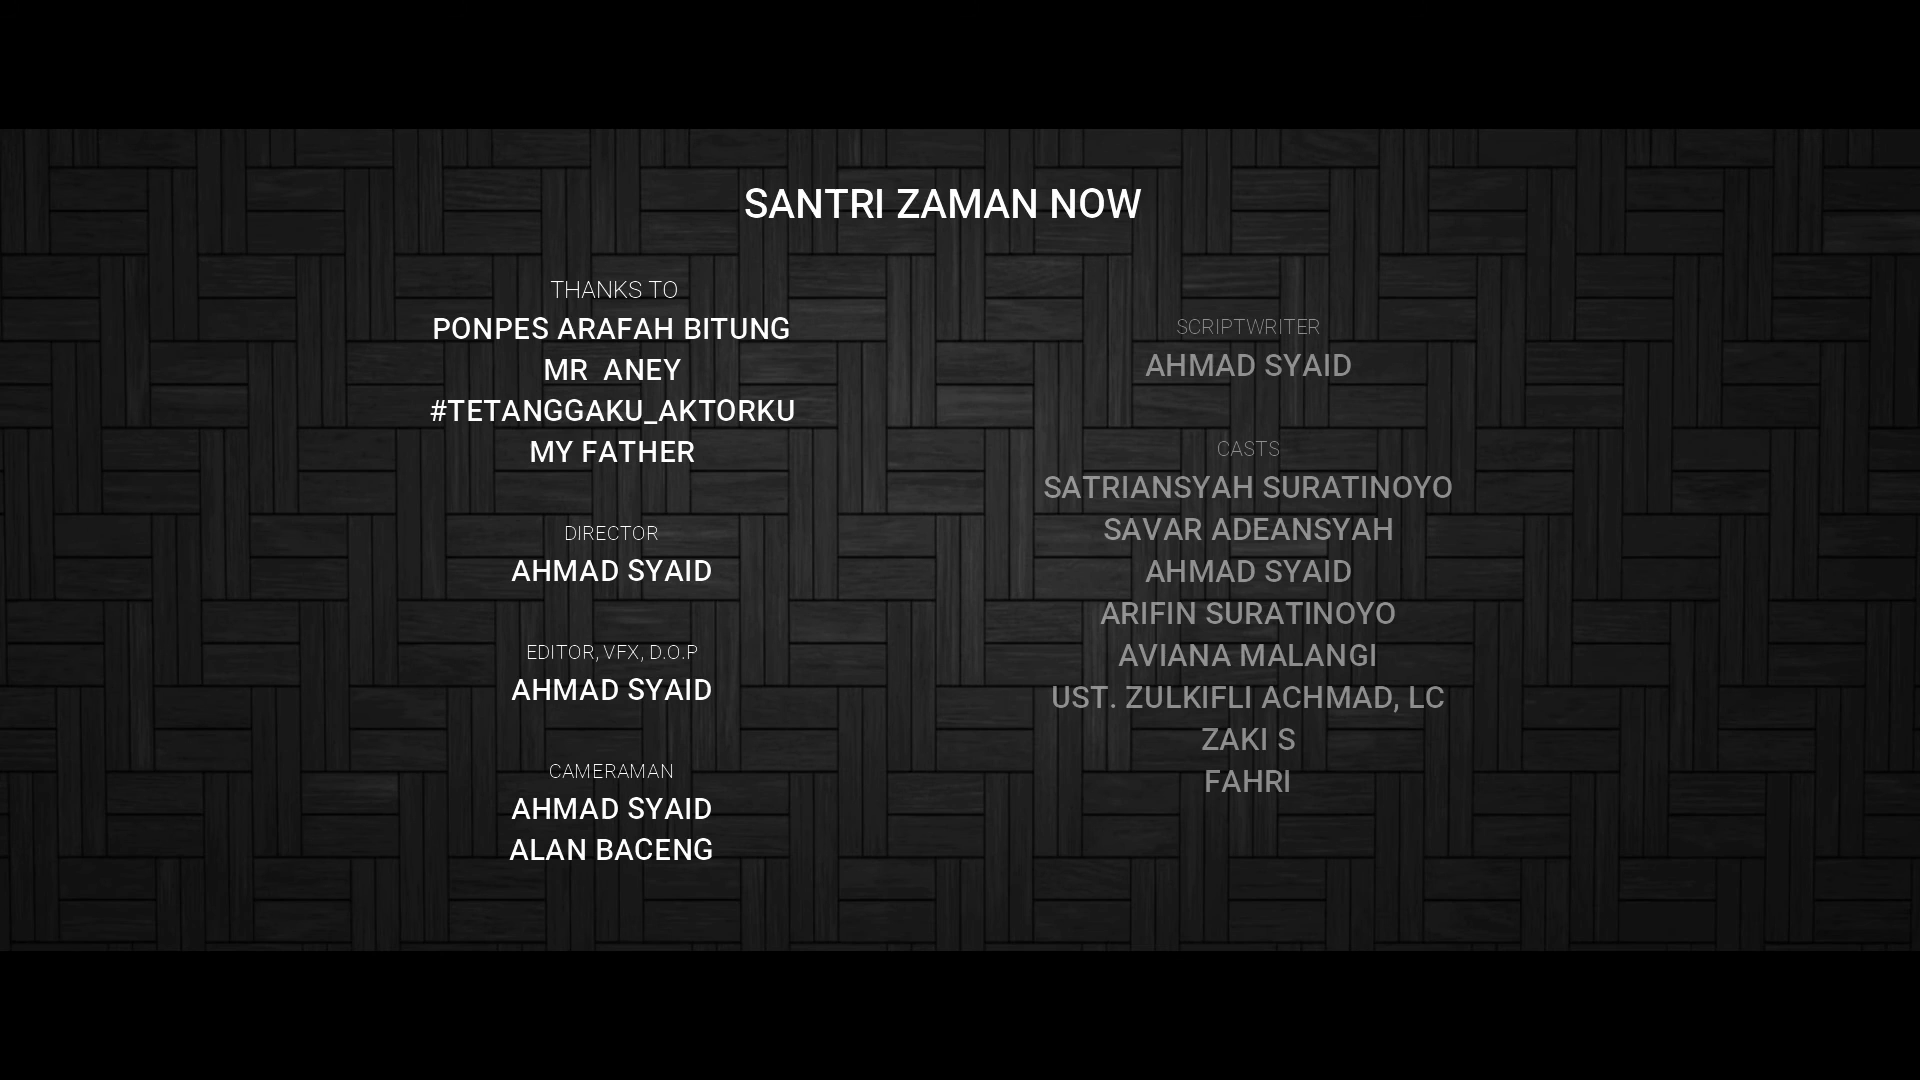 SANTRI ZAMAN NOW
THANKS TO
PONPES ARAFAH BITUNG
MR  ANEY
#TETANGGAKU_AKTORKU
MY FATHER
DIRECTOR
AHMAD SYAID
EDITOR, VFX, D.O.P
AHMAD SYAID
CAMERAMAN
AHMAD SYAID
ALAN BACENG
SCRIPTWRITER
AHMAD SYAID
CASTS
SATRIANSYAH SURATINOYO
SAVAR ADEANSYAH
AHMAD SYAID
ARIFIN SURATINOYO
AVIANA MALANGI
UST. ZULKIFLI ACHMAD, LC
ZAKI S
FAHRI